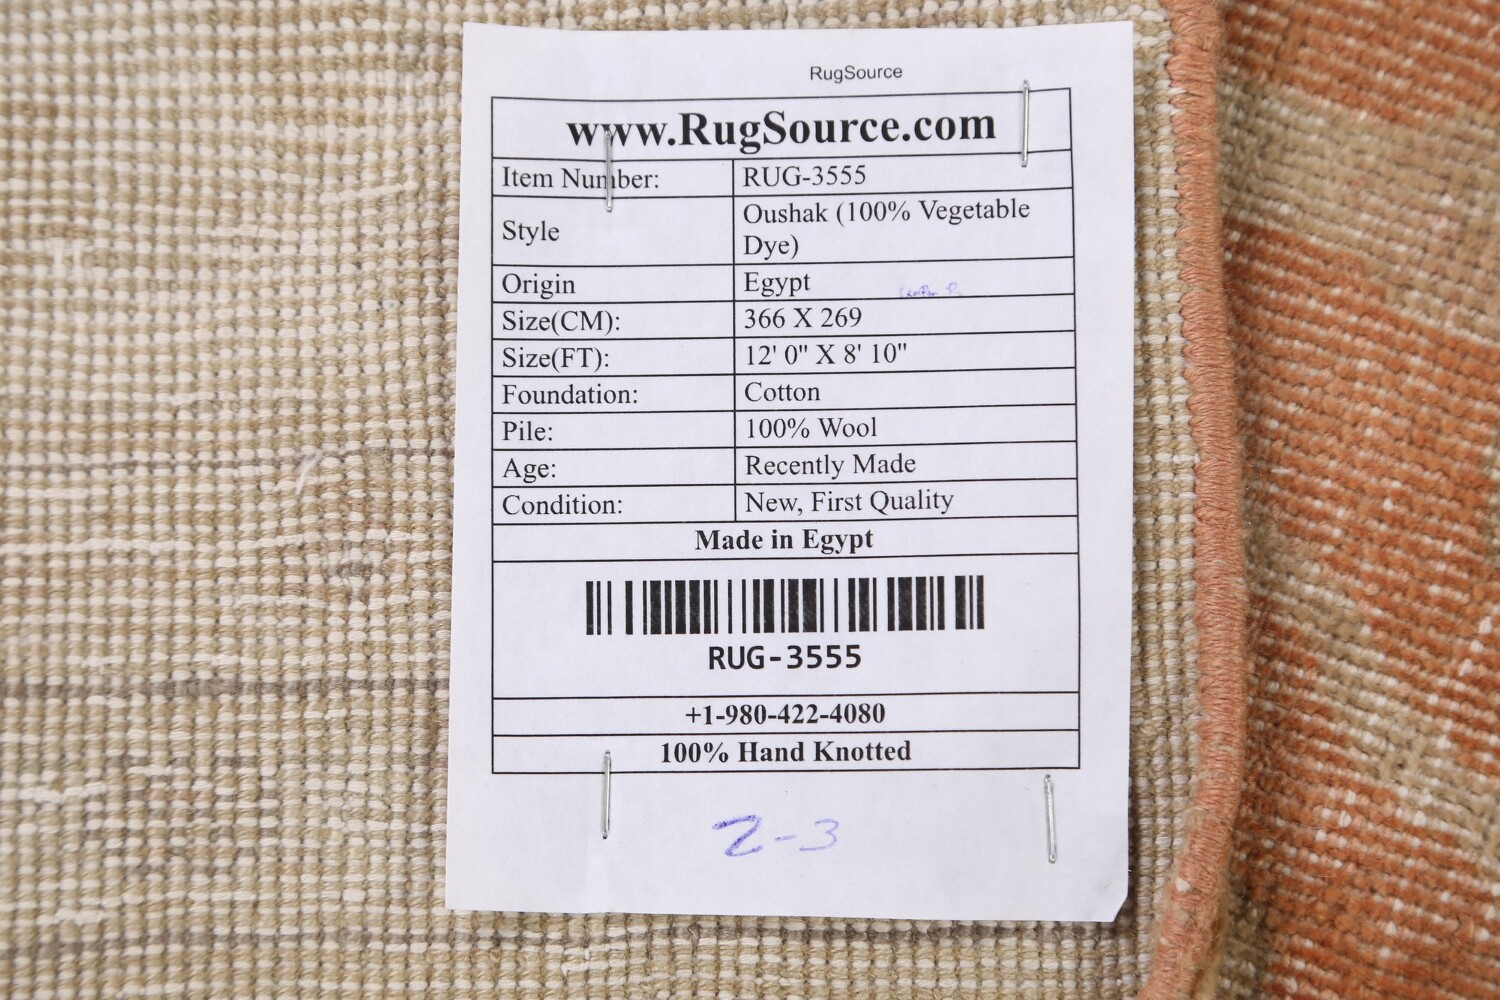 RugSource
www.RugSource.com
Item Number: RUG-3555
Style Oushak (100% Vegetable
Dye)
Origin Egypt
Size(CM): 366 X 269
Size(FT): 12' 0" X 8' 10"
Foundation: Cotton
Pile: 100% Wool
Age: Recently Made
Condition: New, First Quality
Made in Egypt
RUG-3555
+1-980-422-4080
100% Hand Knotted
2-3